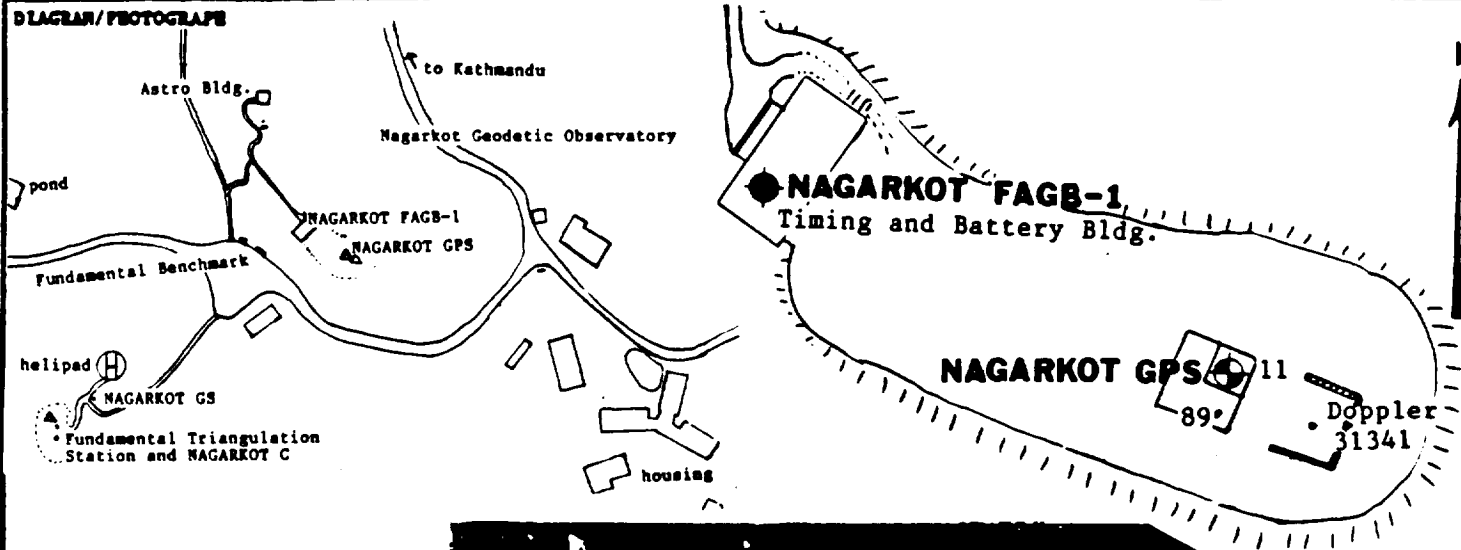 DIAGRAM/PHOTOGRAPH
to Kathmandu
Astro Bldg.
Nagarkot Geodetic Observatory
pond
NAGARKOT FAGB-1
NAGARKOT GPS
Fundamental Benchmark
helipad H
NAGARKOT GS
Fundamental Triangulation
Station and NAGARKOT C
housing
NAGARKOT FAGB-1
Timing and Battery Bldg.
NAGARKOT GPS 11
89
Doppler
31341